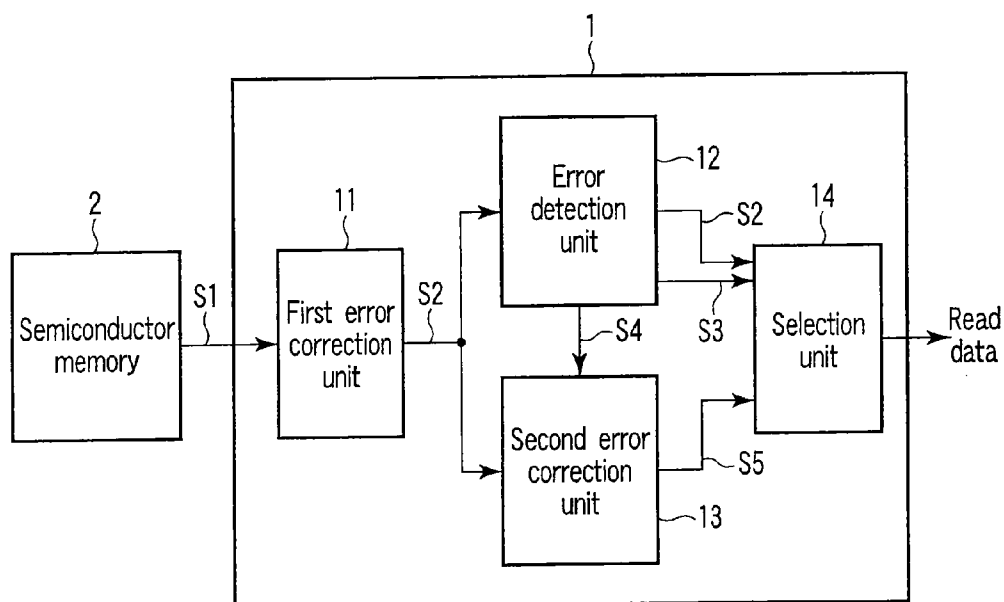 1
12
Error
detection
unit
S2
14
11
2
S1
First error
correction
unit
S2
S3
S4
Semiconductor
memory
Selection
unit
Read
data
Second error
correction
unit
S5
13